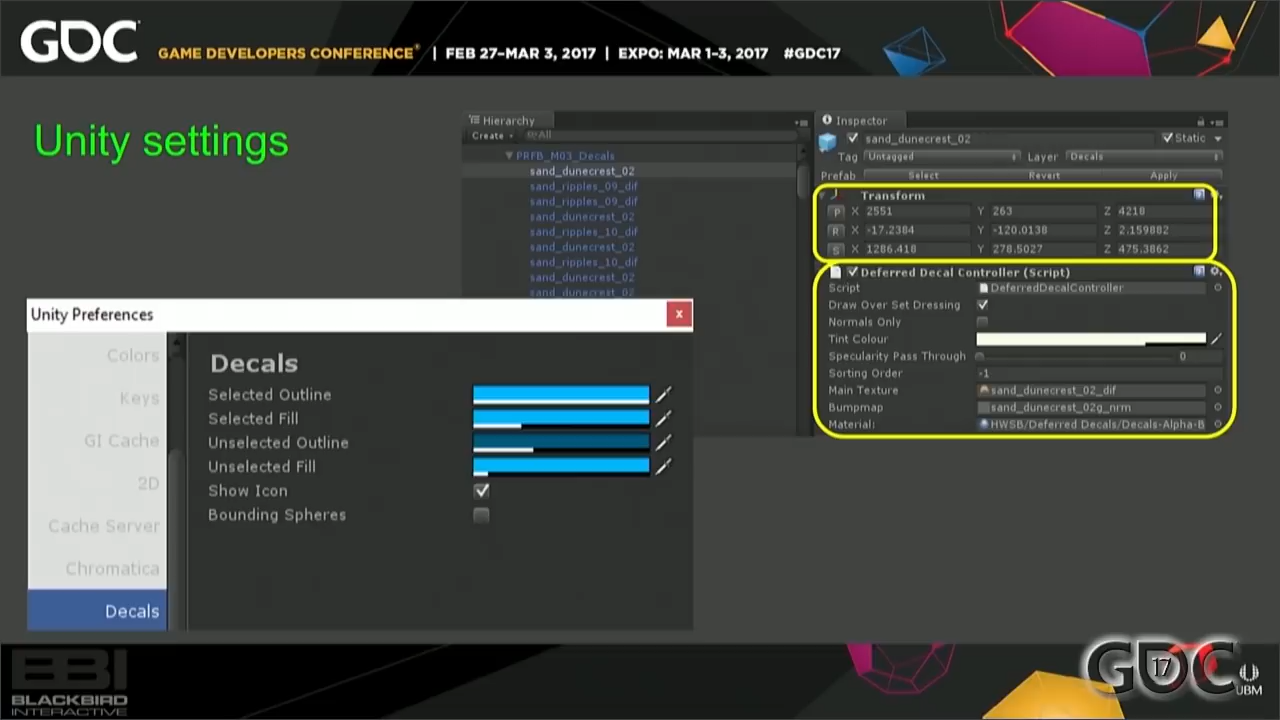 GDC GAME DEVELOPERS CONFERENCE® | FEB 27–MAR 3, 2017 | EXPO: MAR 1–3, 2017 #GDC17
Unity settings
Hierarchy
Create All
PRFB_M03_Decals
sand_dunecrest_02
sand_ripples_09_dif
sand_ripples_09_dif
sand_dunecrest_02
sand_ripples_10_dif
sand_dunecrest_02
sand_ripples_10_dif
sand_dunecrest_02
sand_dunecrest_02
Inspector
sand_dunecrest_02 Static
Tag Untagged Layer Decals
Prefab Select Revert Apply
Transform
P X 2551 Y 263 Z 4218
R X -17.2384 Y -120.0138 Z 2.159882
S X 1286.418 Y 278.5027 Z 475.3862
Deferred Decal Controller (Script)
Script DeferredDecalController
Draw Over Set Dressing
Normals Only
Tint Colour
Specularity Pass Through 0
Sorting Order -1
Main Texture sand_dunecrest_02_dif
Bumpmap sand_dunecrest_02g_nrm
Material: HWSB/Deferred Decals/Decals-Alpha-B
Unity Preferences x
Colors
Keys
GI Cache
2D
Cache Server
Chromatica
Decals
Decals
Selected Outline
Selected Fill
Unselected Outline
Unselected Fill
Show Icon
Bounding Spheres
BBI
BLACKBIRD
INTERACTIVE
GDC 17
UBM